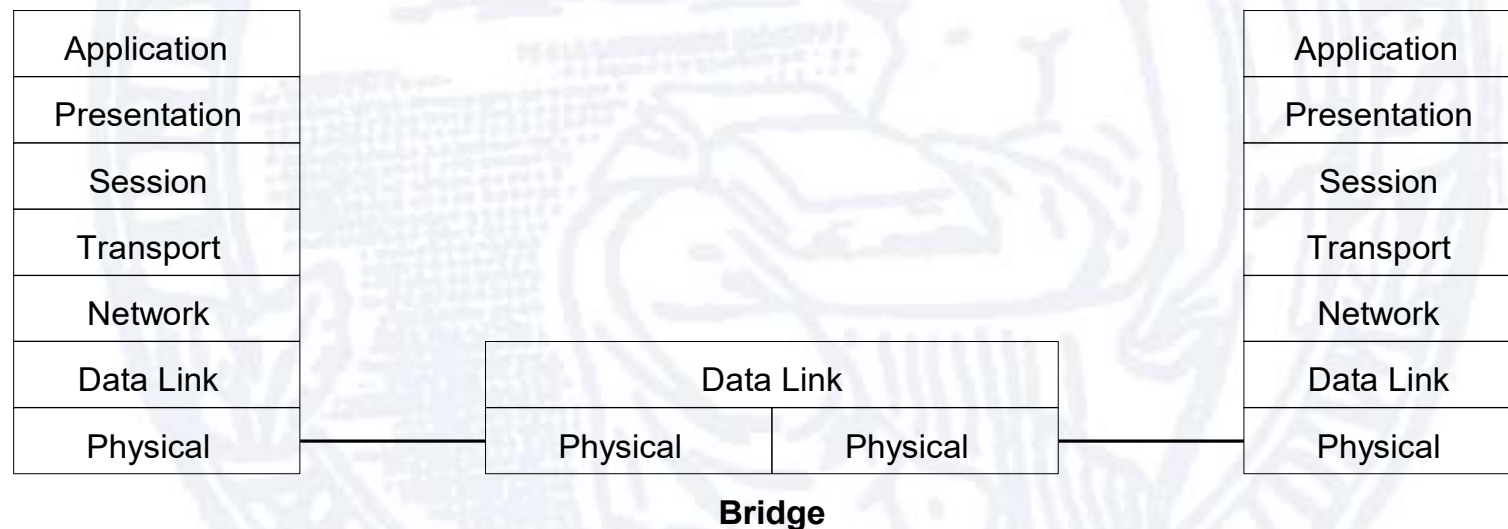 Application
Presentation
Session
Transport
Network
Data Link
Physical
Data Link
Physical Physical
Bridge
Application
Presentation
Session
Transport
Network
Data Link
Physical